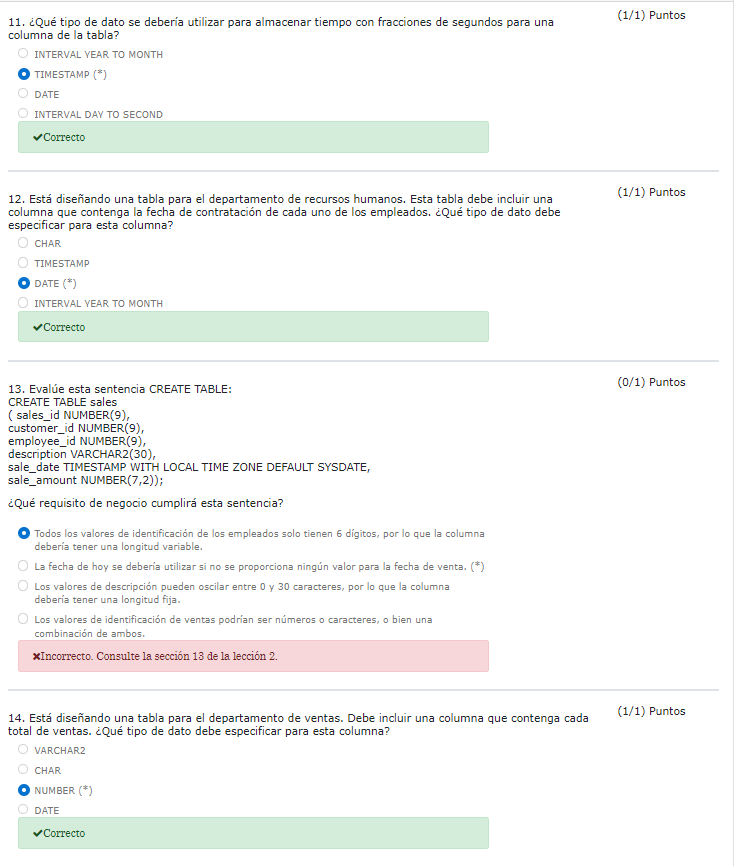 (1/1) Puntos
11. ¿Qué tipo de dato se debería utilizar para almacenar tiempo con fracciones de segundos para una
columna de la tabla?
INTERVAL YEAR TO MONTH
TIMESTAMP (*)
DATE
INTERVAL DAY TO SECOND
✔Correcto
(1/1) Puntos
12. Está diseñando una tabla para el departamento de recursos humanos. Esta tabla debe incluir una
columna que contenga la fecha de contratación de cada uno de los empleados. ¿Qué tipo de dato debe
especificar para esta columna?
CHAR
TIMESTAMP
DATE (*)
INTERVAL YEAR TO MONTH
✔Correcto
(0/1) Puntos
13. Evalúe esta sentencia CREATE TABLE:
CREATE TABLE sales
( sales_id NUMBER(9),
customer_id NUMBER(9),
employee_id NUMBER(9),
description VARCHAR2(30),
sale_date TIMESTAMP WITH LOCAL TIME ZONE DEFAULT SYSDATE,
sale_amount NUMBER(7,2));
¿Qué requisito de negocio cumplirá esta sentencia?
Todos los valores de identificación de los empleados solo tienen 6 dígitos, por lo que la columna
debería tener una longitud variable.
La fecha de hoy se debería utilizar si no se proporciona ningún valor para la fecha de venta. (*)
Los valores de descripción pueden oscilar entre 0 y 30 caracteres, por lo que la columna
debería tener una longitud fija.
Los valores de identificación de ventas podrían ser números o caracteres, o bien una
combinación de ambos.
✖Incorrecto. Consulte la sección 13 de la lección 2.
(1/1) Puntos
14. Está diseñando una tabla para el departamento de ventas. Debe incluir una columna que contenga cada
total de ventas. ¿Qué tipo de dato debe especificar para esta columna?
VARCHAR2
CHAR
NUMBER (*)
DATE
✔Correcto